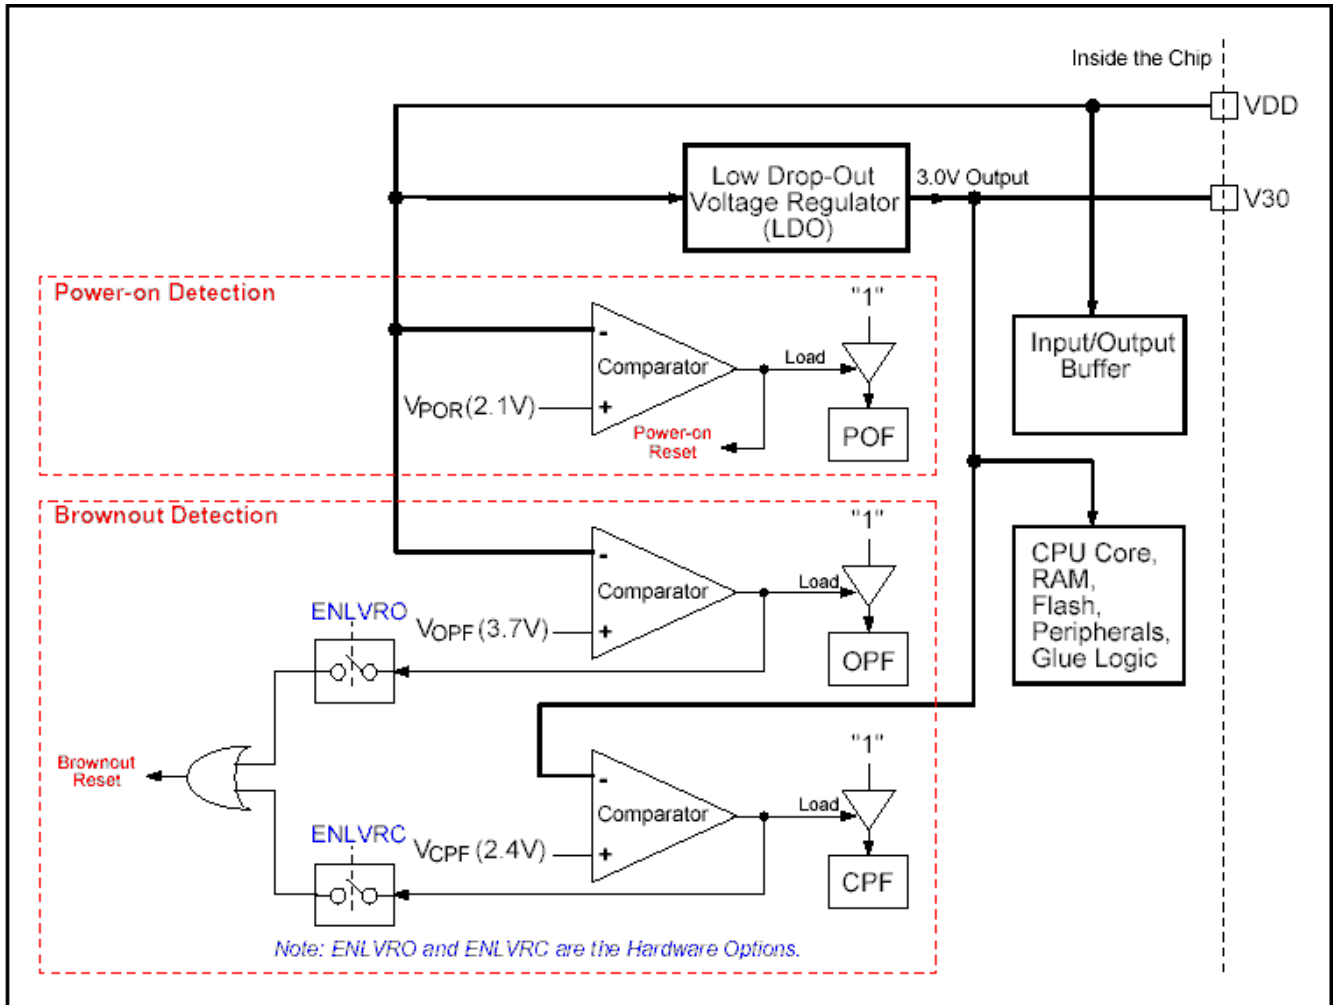 Inside the Chip
VDD
Low Drop-Out
Voltage Regulator
(LDO)
3.0V Output
V30
Power-on Detection
"1"
-
Comparator
+
Load
VPOR(2.1V)
Power-on
Reset
POF
Input/Output
Buffer
Brownout Detection
"1"
-
Comparator
+
Load
ENLVRO
VOPF(3.7V)
OPF
CPU Core,
RAM,
Flash,
Peripherals,
Glue Logic
"1"
-
Comparator
+
Load
Brownout
Reset
ENLVRC
VCPF(2.4V)
CPF
Note: ENLVRO and ENLVRC are the Hardware Options.